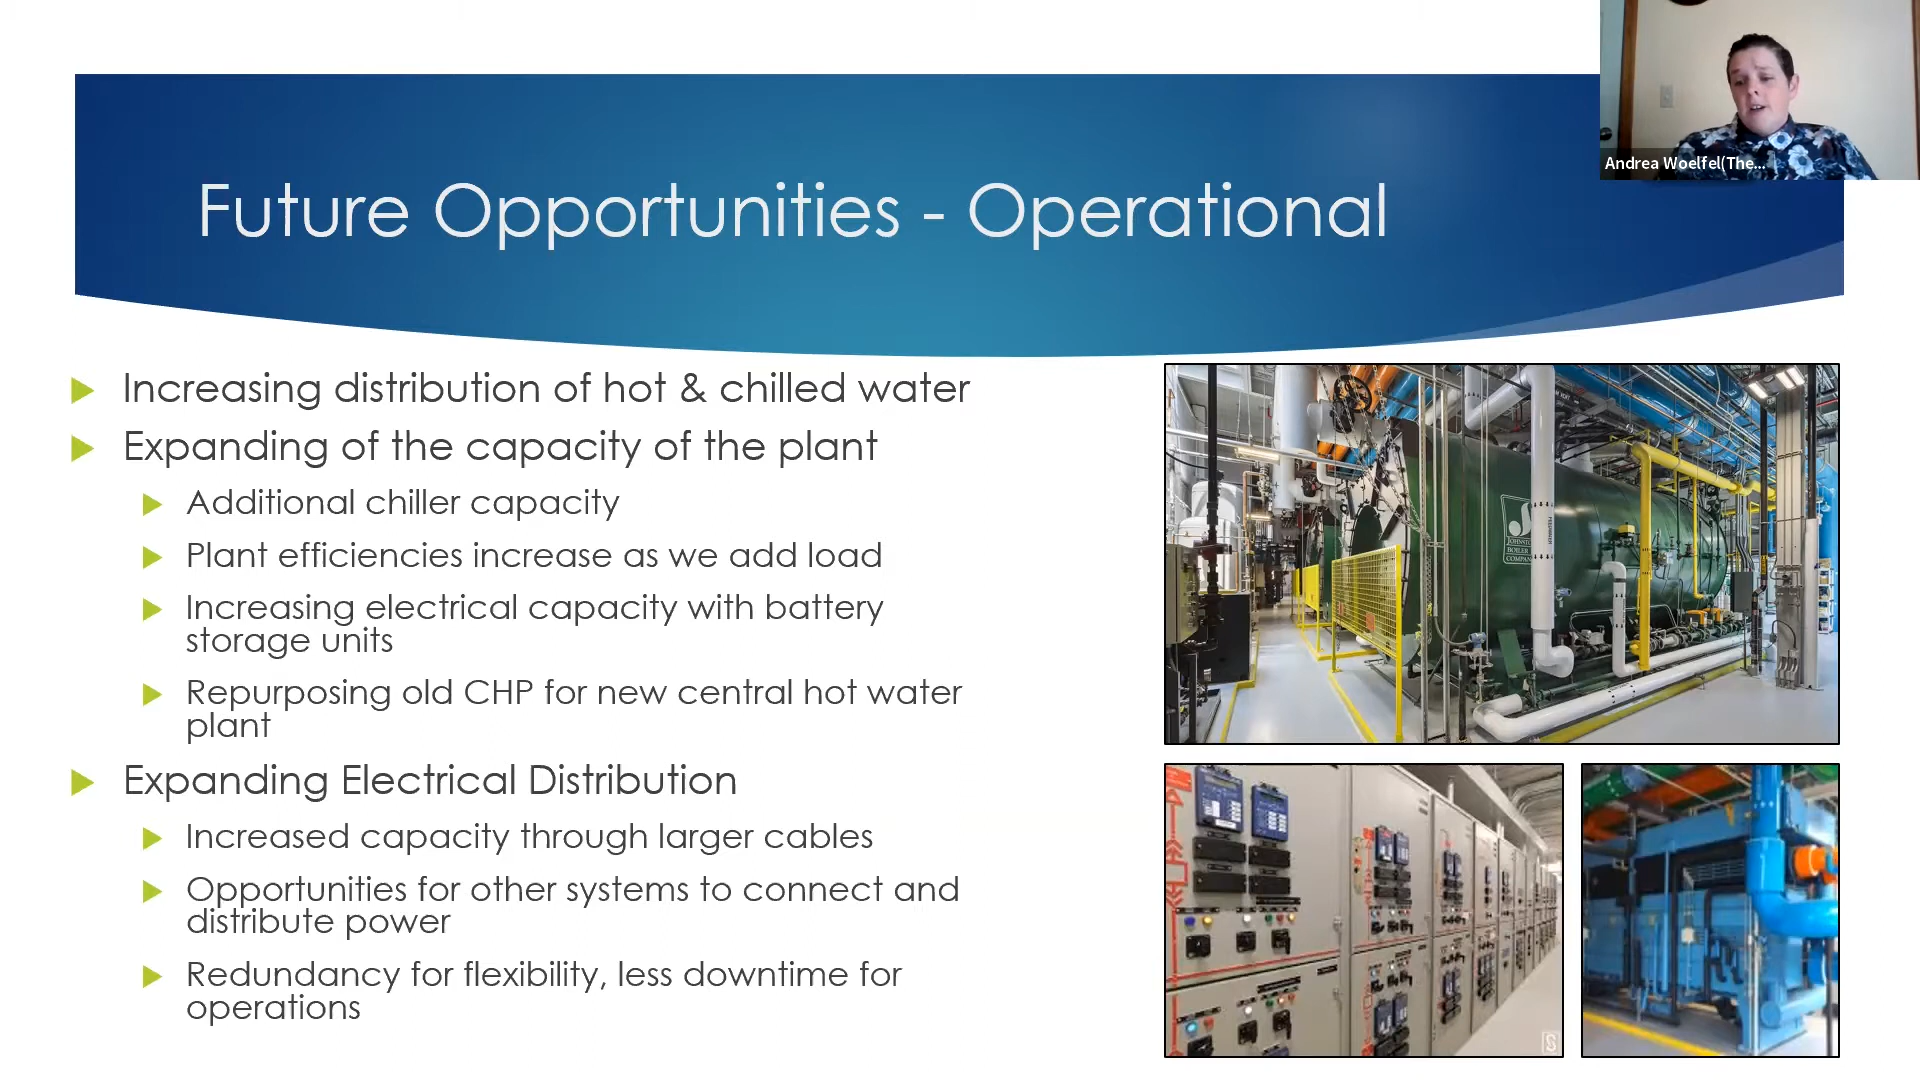 Andrea Woelfel(The...
Future Opportunities - Operational
Increasing distribution of hot & chilled water
Expanding of the capacity of the plant
Additional chiller capacity
Plant efficiencies increase as we add load
Increasing electrical capacity with battery
storage units
Repurposing old CHP for new central hot water
plant
Expanding Electrical Distribution
Increased capacity through larger cables
Opportunities for other systems to connect and
distribute power
Redundancy for flexibility, less downtime for
operations
BOILER
COMPANY